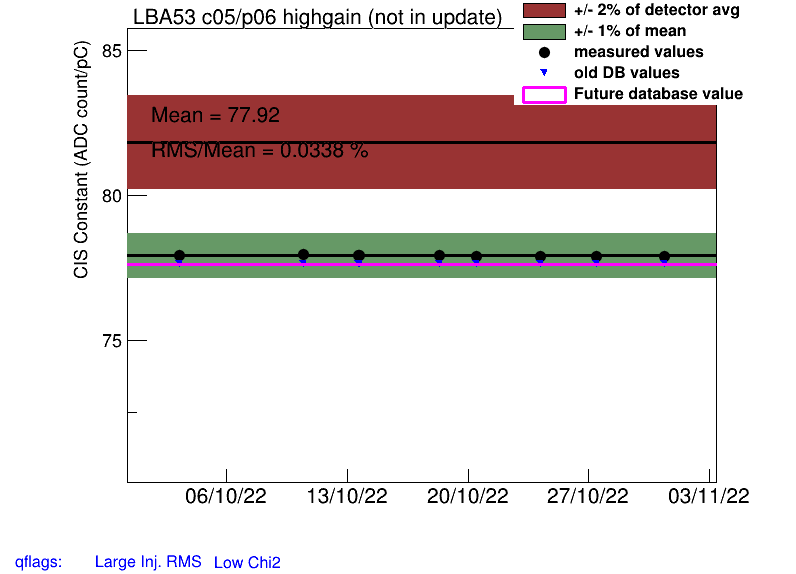 LBA53 c05/p06 highgain (not in update)
+/- 2% of detector avg
+/- 1% of mean
measured values
old DB values
Future database value
CIS Constant (ADC count/pC)
85
80
75
Mean = 77.92
RMS/Mean = 0.0338 %
06/10/22 13/10/22 20/10/22 27/10/22 03/11/22
qflags: Large Inj. RMS Low Chi2